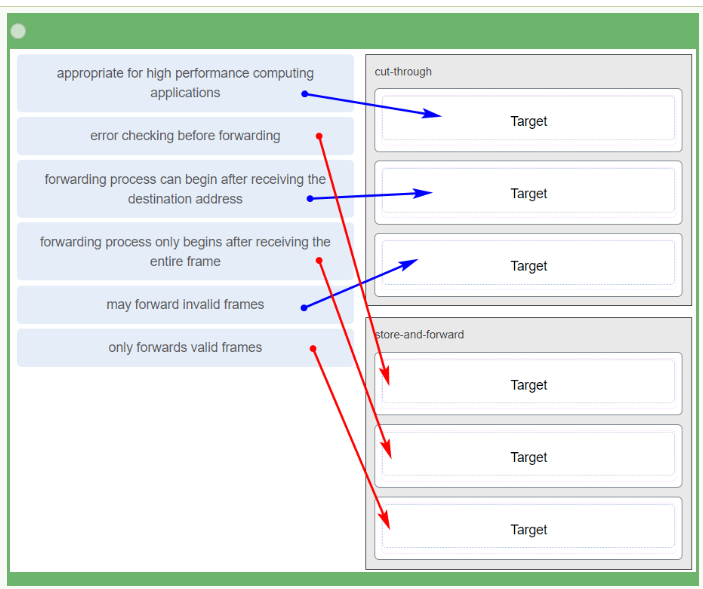 appropriate for high performance computing
applications
error checking before forwarding
forwarding process can begin after receiving the
destination address
forwarding process only begins after receiving the
entire frame
may forward invalid frames
only forwards valid frames
cut-through
Target
Target
Target
store-and-forward
Target
Target
Target